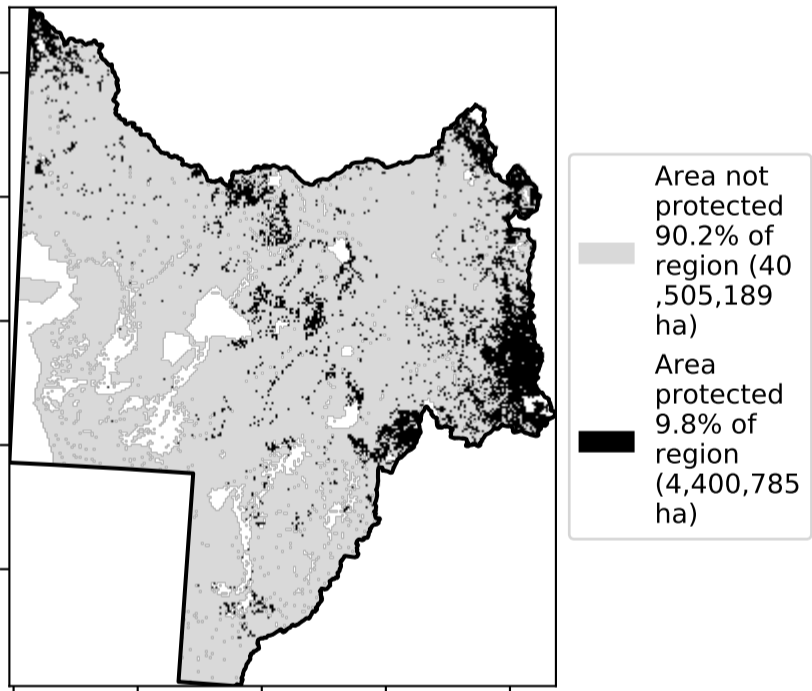 Area not
protected
90.2% of
region (40
,505,189
ha)
Area
protected
9.8% of
region
(4,400,785
ha)